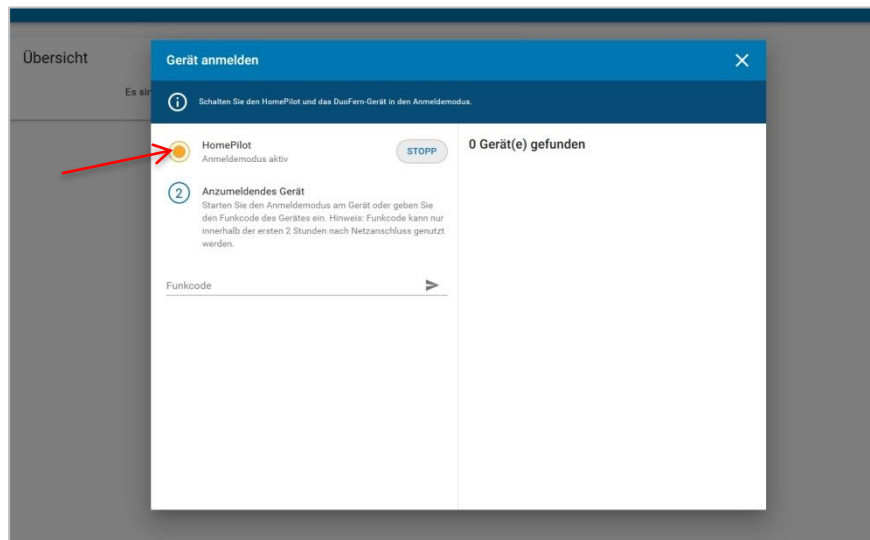 Übersicht
Gerät anmelden
Es
Schalten Sie den HomePilot und das DuoFern-Gerät in den Anmeldemodus.
HomePilot
Anmeldemodus aktiv
STOPP
0 Gerät(e) gefunden
2
Anzumeldendes Gerät
Starten Sie den Anmeldemodus am Gerät oder geben Sie
den Funkcode des Gerätes ein. Hinweis: Funkcode kann nur
innerhalb der ersten 2 Stunden nach Netzanschluss genutzt
werden.
Funkcode